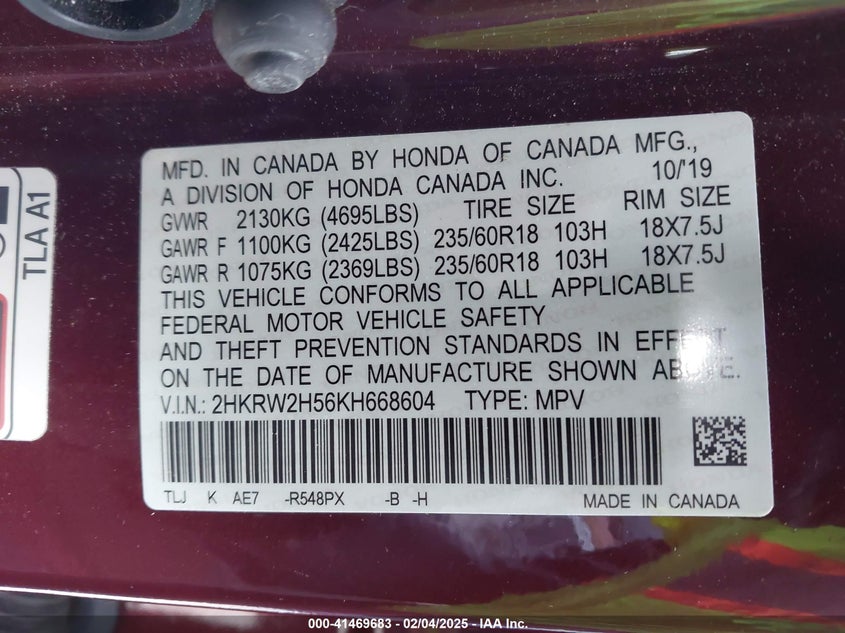 MFD. IN CANADA BY HONDA OF CANADA MFG.,
A DIVISION OF HONDA CANADA INC. 10/'19
GVWR 2130KG (4695LBS) TIRE SIZE RIM SIZE
GAWR F 1100KG (2425LBS) 235/60R18 103H 18X7.5J
GAWR R 1075KG (2369LBS) 235/60R18 103H 18X7.5J
THIS VEHICLE CONFORMS TO ALL APPLICABLE
FEDERAL MOTOR VEHICLE SAFETY
AND THEFT PREVENTION STANDARDS IN EFFECT
ON THE DATE OF MANUFACTURE SHOWN ABOVE.
V.I.N.: 2HKRW2H56KH668604 TYPE: MPV
TLJ K AE7 -R548PX -B -H MADE IN CANADA
TLA A1
000-41469683 - 02/04/2025 - IAA Inc.